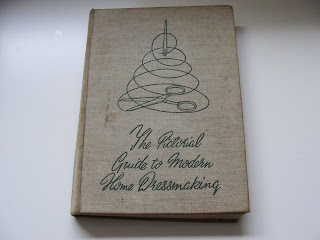 The Pictorial
Guide to Modern
Home Dressmaking